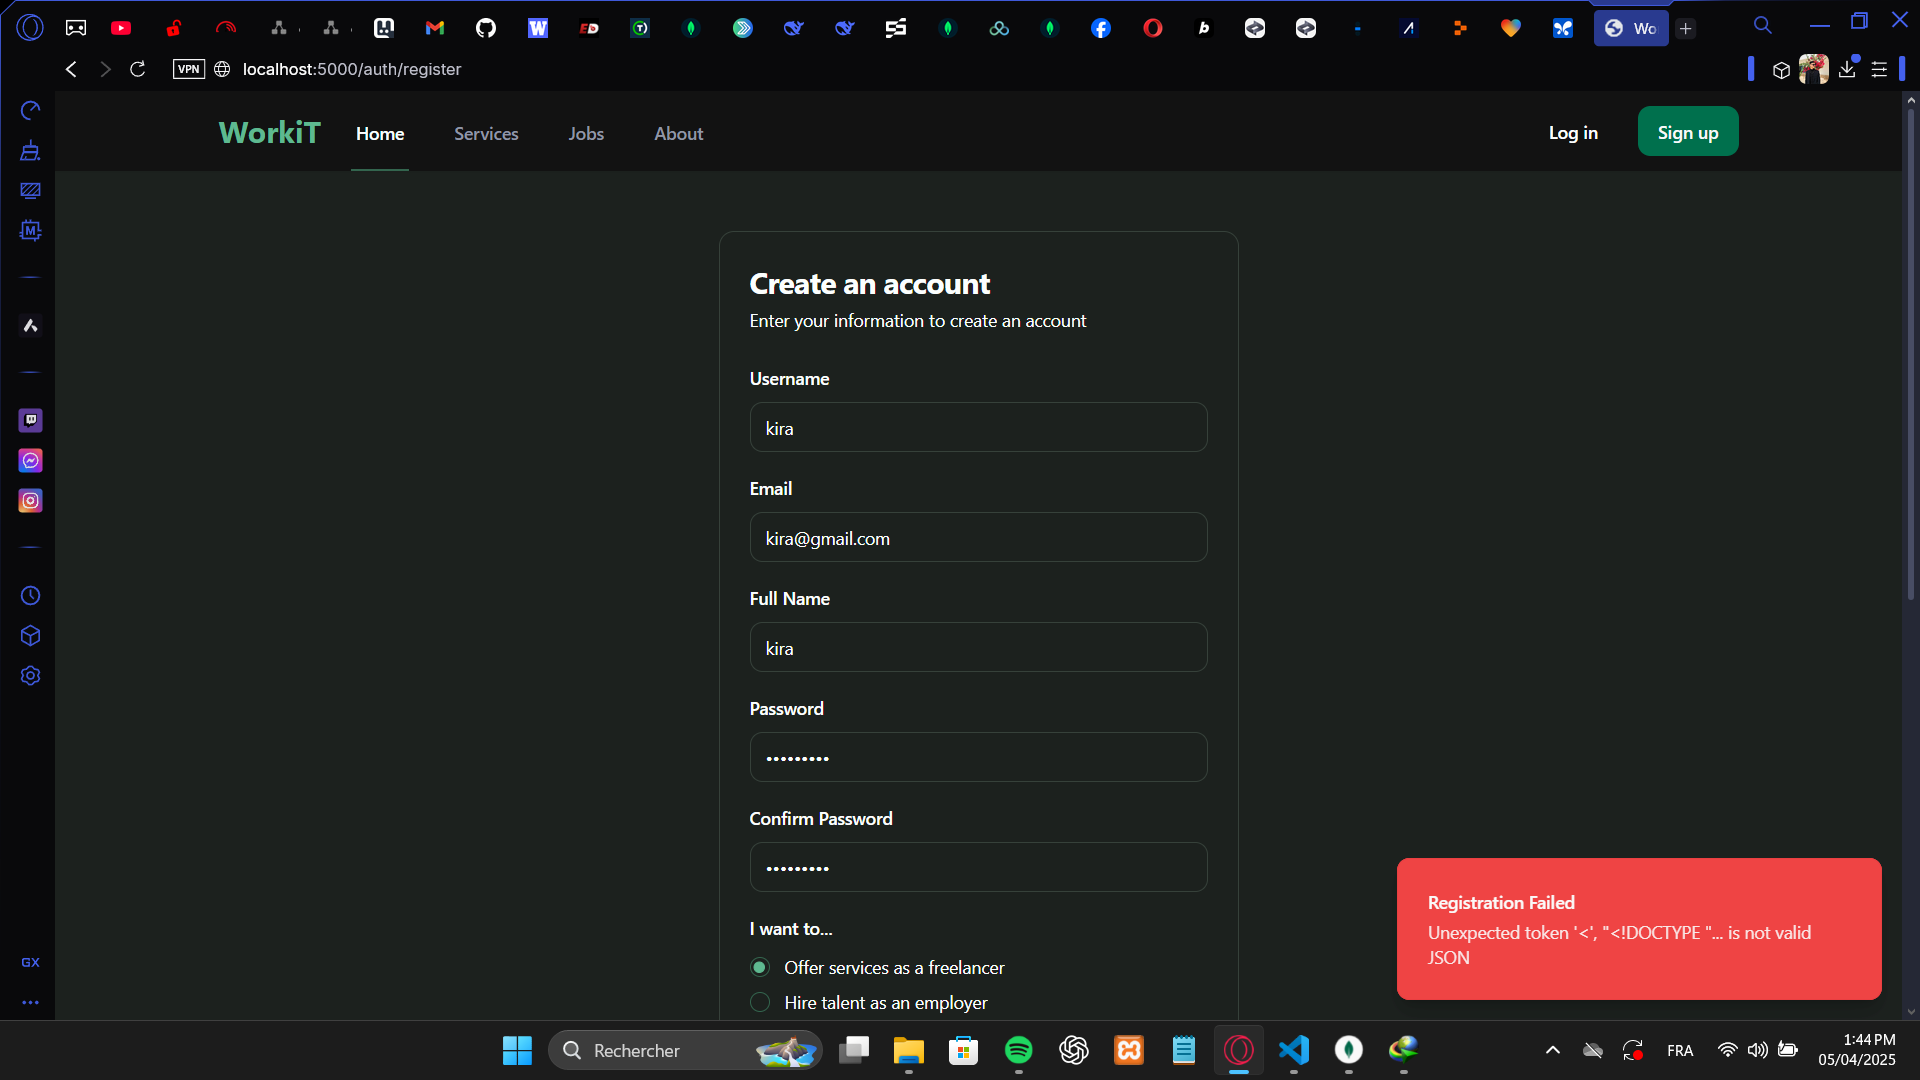 Wo
VPN
localhost:5000/auth/register
WorkiT
Home
Services
Jobs
About
Log in
Sign up
Create an account
Enter your information to create an account
Username
kira
Email
kira@gmail.com
Full Name
kira
Password
•••••••••
Confirm Password
•••••••••
I want to...
Offer services as a freelancer
Hire talent as an employer
Registration Failed
Unexpected token '<', "<!DOCTYPE "... is not valid
JSON
GX
Rechercher
FRA
1:44 PM
05/04/2025